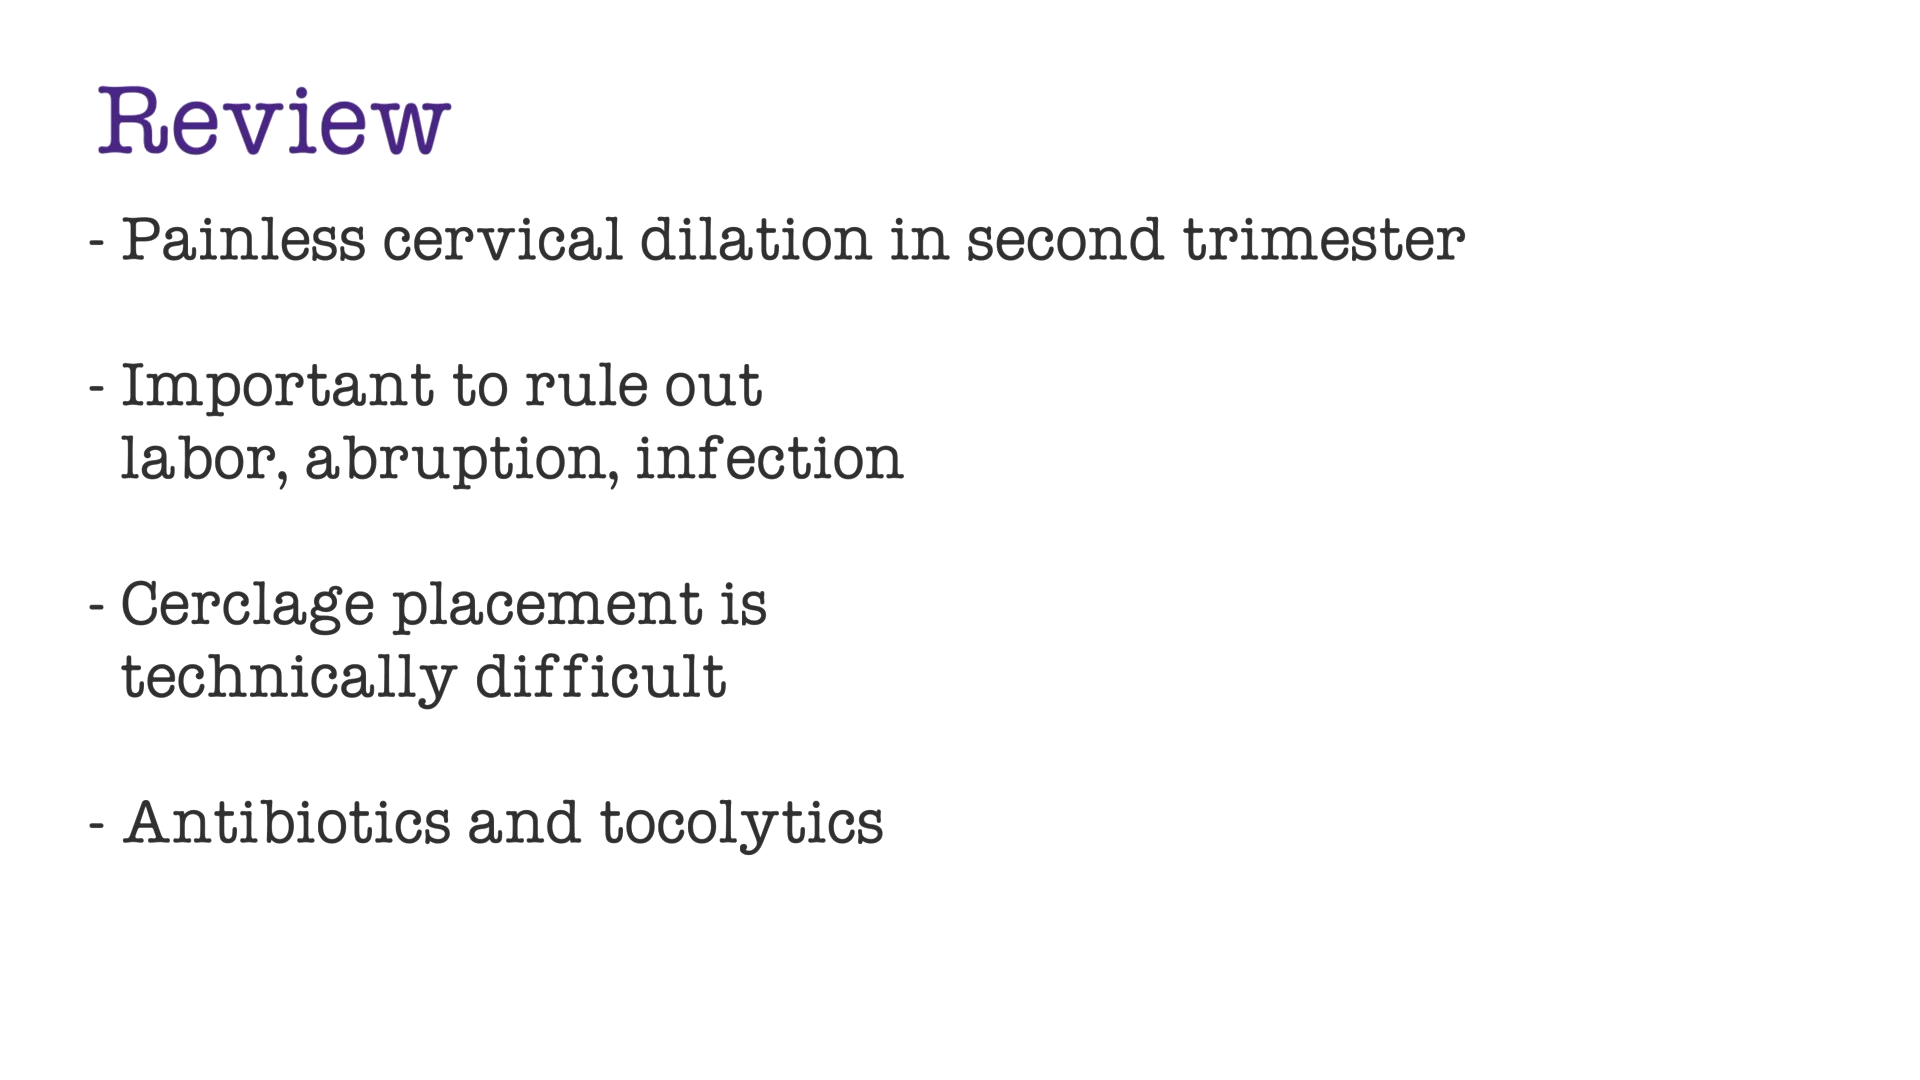 Review
- Painless cervical dilation in second trimester
- Important to rule out
labor, abruption, infection
- Cerclage placement is
technically difficult
- Antibiotics and tocolytics